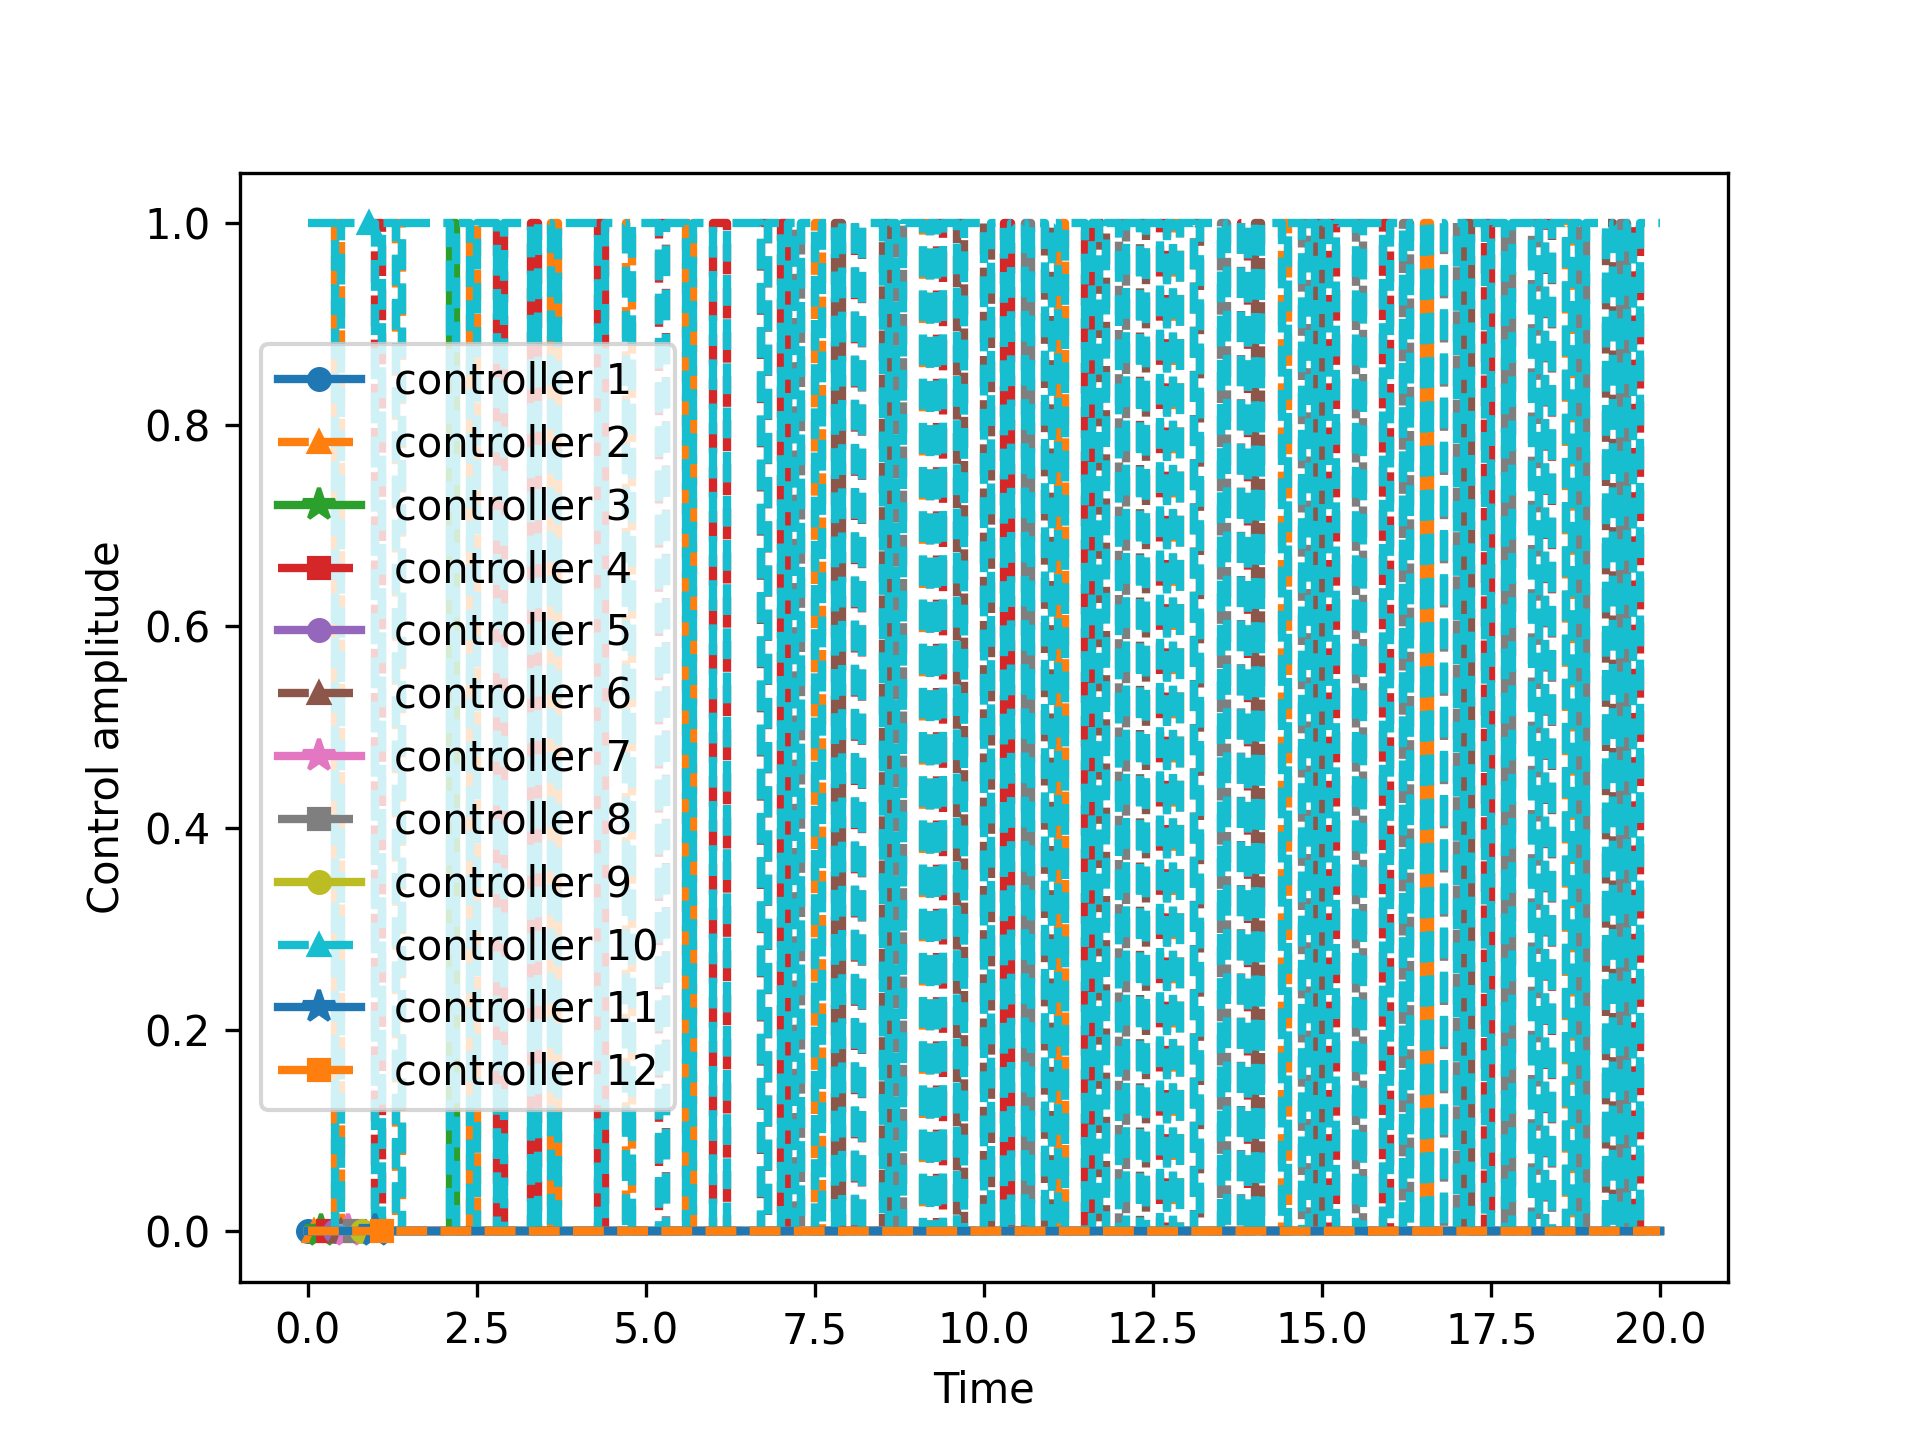 1.0
0.8
0.6
0.4
0.2
0.0
Control amplitude
controller 1
controller 2
controller 3
controller 4
controller 5
controller 6
controller 7
controller 8
controller 9
controller 10
controller 11
controller 12
0.0 2.5 5.0 7.5 10.0 12.5 15.0 17.5 20.0
Time